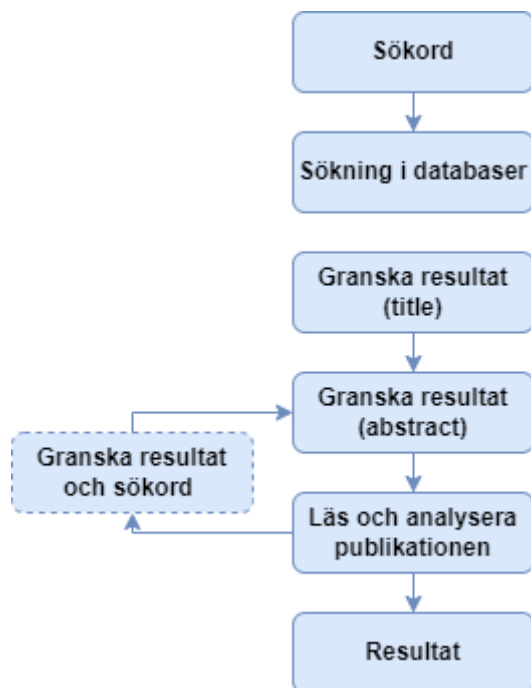 Sökord
Sökning i databaser
Granska resultat
(title)
Granska resultat
(abstract)
Granska resultat
och sökord
Läs och analysera
publikationen
Resultat